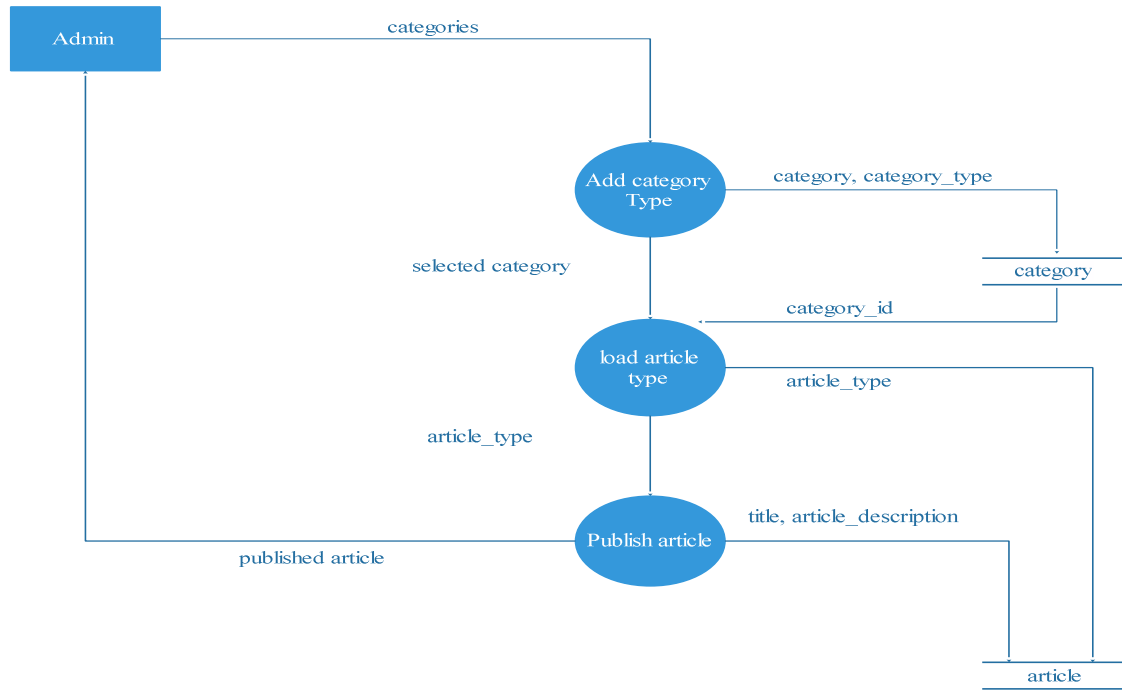 categories
Admin
Add category
Type
category, category_type
selected category
category
category_id
load article
type
article_type
article_type
title, article_description
Publish article
published article
article